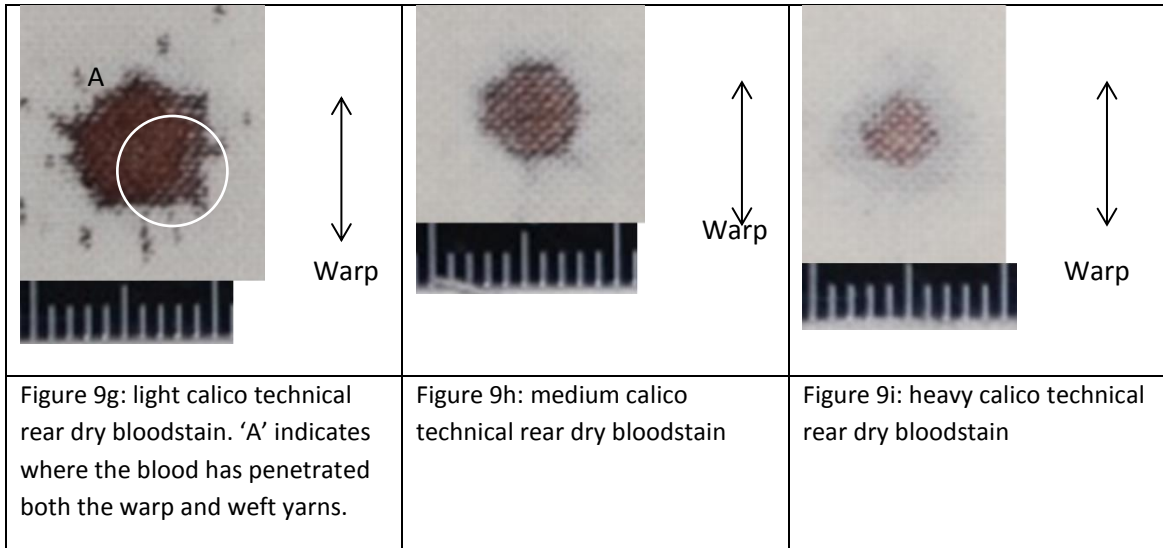 A
Warp
Warp
Warp
Figure 9g: light calico technical
rear dry bloodstain. ‘A’ indicates
where the blood has penetrated
both the warp and weft yarns.
Figure 9h: medium calico
technical rear dry bloodstain
Figure 9i: heavy calico technical
rear dry bloodstain